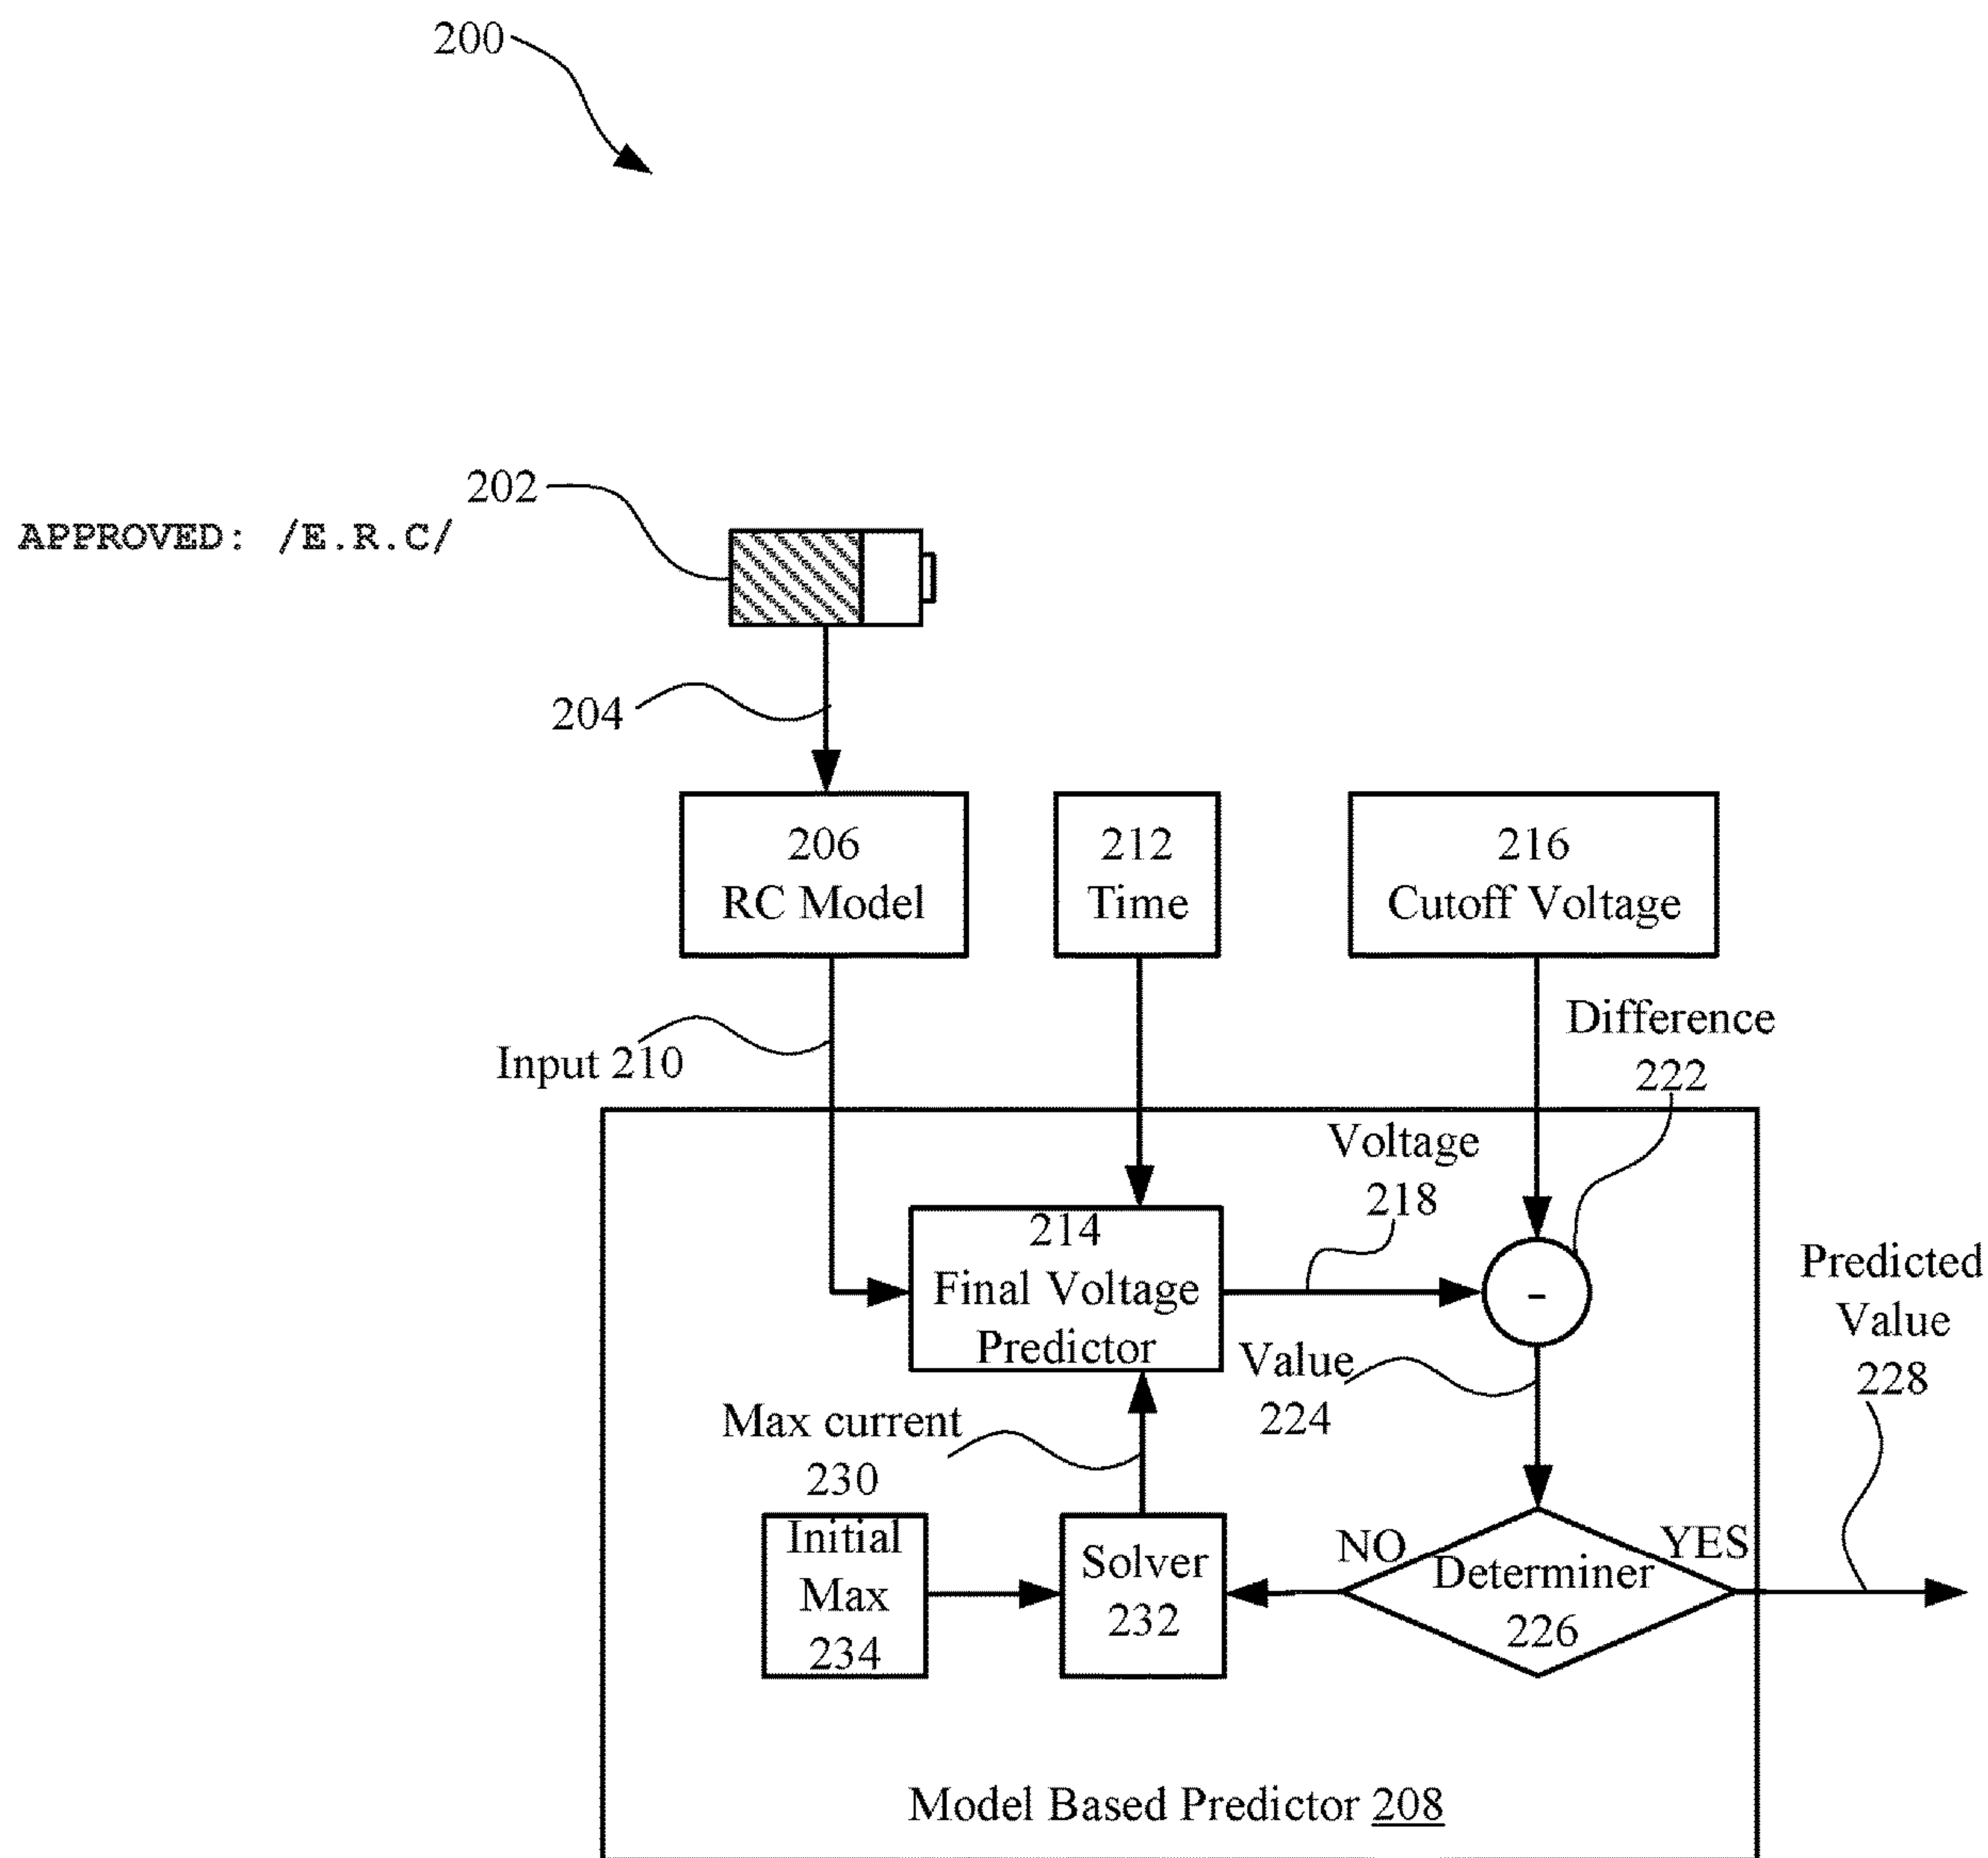 200
202
APPROVED: /E.R.C/
204
206
RC Model
212
Time
216
Cutoff Voltage
Input 210
Difference
222
Voltage
218
214
Final Voltage
Predictor
-
Predicted
Value
228
Value
224
Max current
230
Initial
Max
234
Solver
232
NO
YES
Determiner
226
Model Based Predictor 208